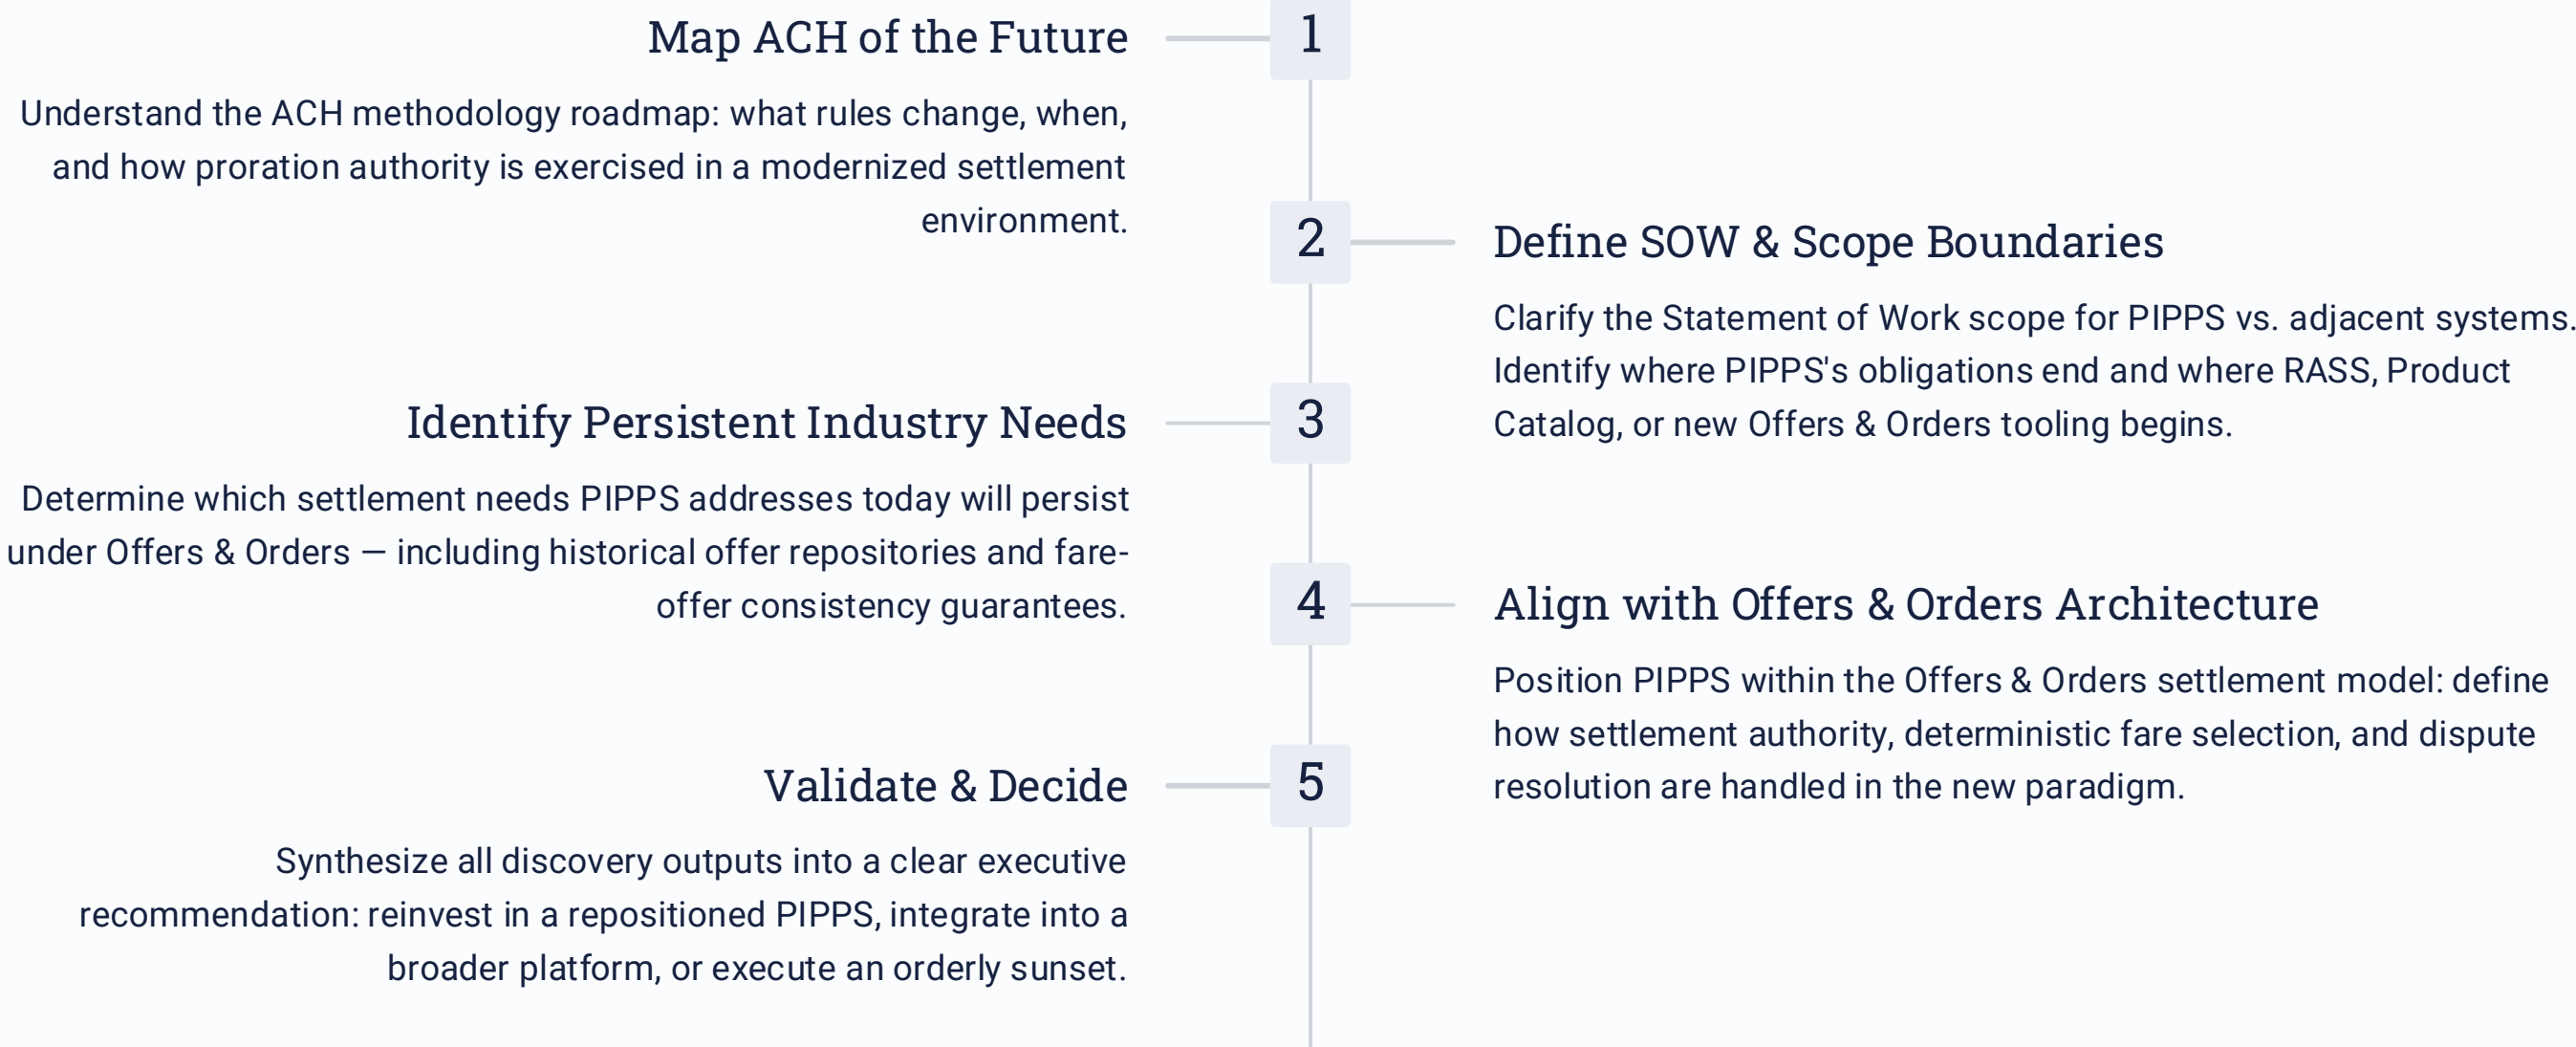 Map ACH of the Future
1
Understand the ACH methodology roadmap: what rules change, when,
and how proration authority is exercised in a modernized settlement
environment.
2
Define SOW & Scope Boundaries
Clarify the Statement of Work scope for PIPPS vs. adjacent systems.
Identify where PIPPS's obligations end and where RASS, Product
Catalog, or new Offers & Orders tooling begins.
Identify Persistent Industry Needs
3
Determine which settlement needs PIPPS addresses today will persist
under Offers & Orders — including historical offer repositories and fare-
offer consistency guarantees.
4
Align with Offers & Orders Architecture
Position PIPPS within the Offers & Orders settlement model: define
how settlement authority, deterministic fare selection, and dispute
resolution are handled in the new paradigm.
Validate & Decide
5
Synthesize all discovery outputs into a clear executive
recommendation: reinvest in a repositioned PIPPS, integrate into a
broader platform, or execute an orderly sunset.